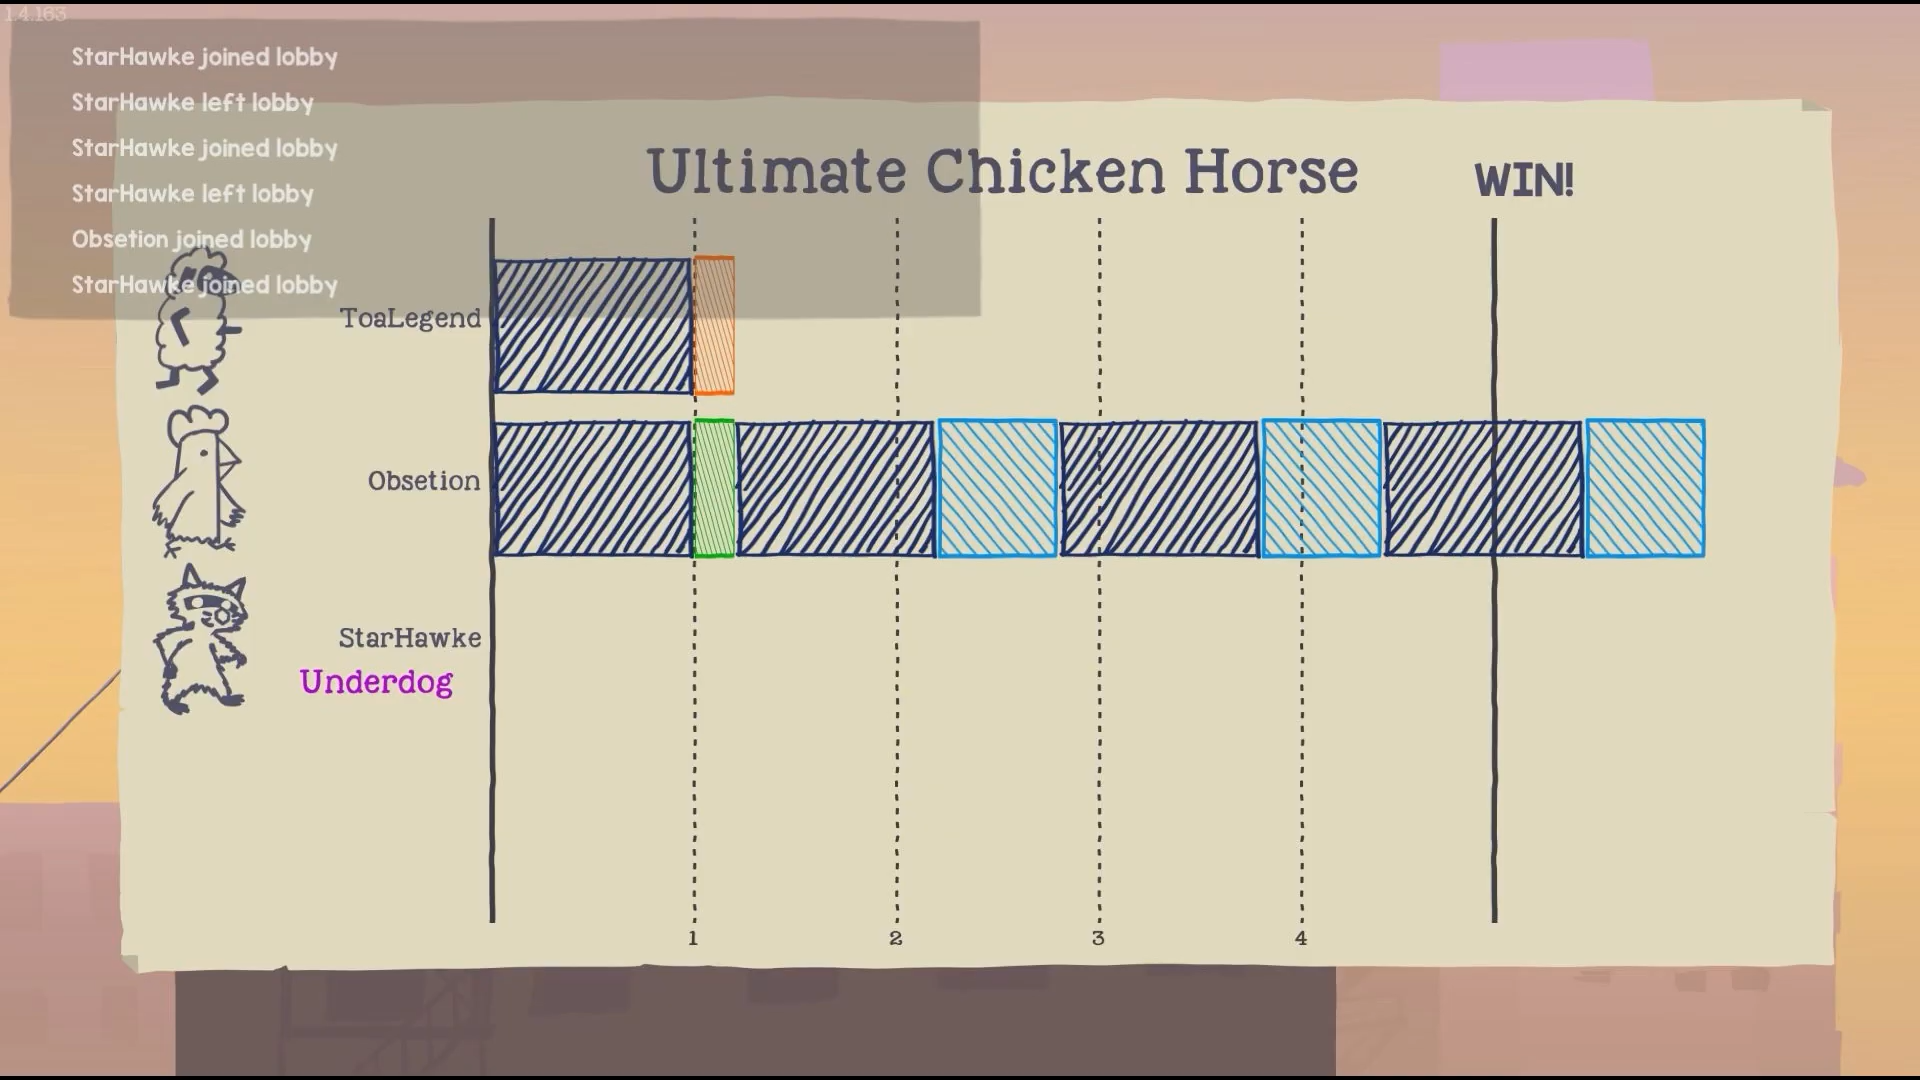 1.4.163
StarHawke joined lobby
StarHawke left lobby
StarHawke joined lobby
StarHawke left lobby
Obsetion joined lobby
StarHawke joined lobby
Ultimate Chicken Horse
WIN!
ToaLegend
Obsetion
StarHawke
Underdog
1 2 3 4